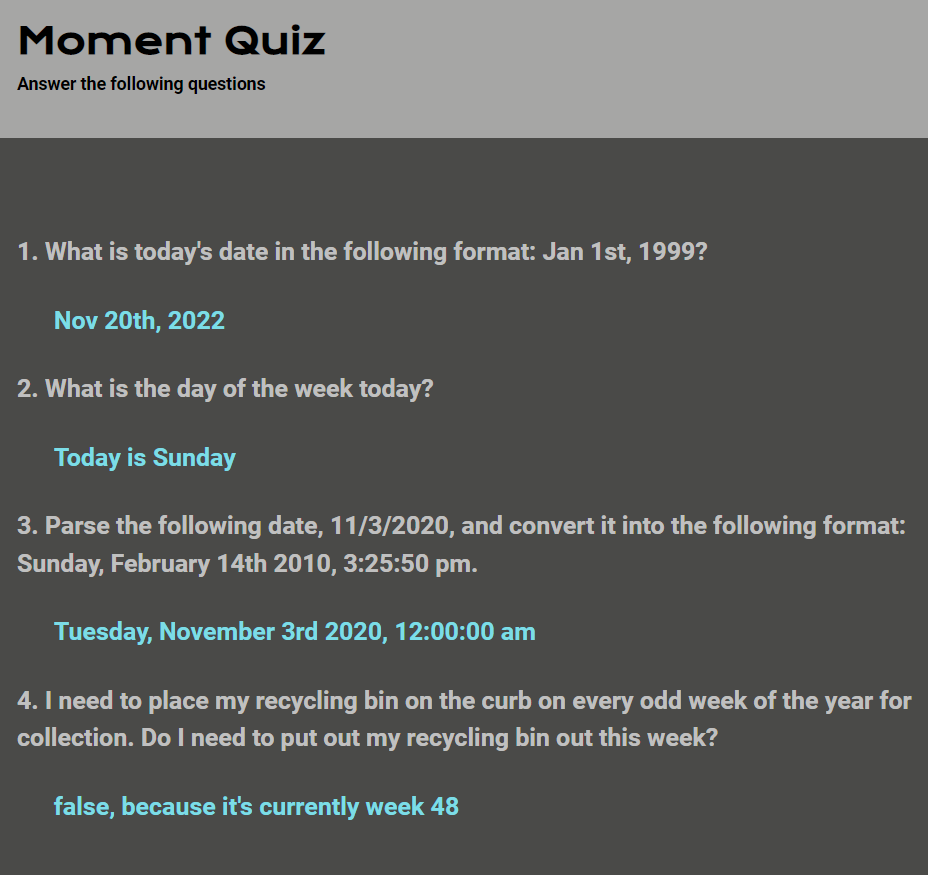 Moment Quiz
Answer the following questions
1. What is today's date in the following format: Jan 1st, 1999?
Nov 20th, 2022
2. What is the day of the week today?
Today is Sunday
3. Parse the following date, 11/3/2020, and convert it into the following format:
Sunday, February 14th 2010, 3:25:50 pm.
Tuesday, November 3rd 2020, 12:00:00 am
4. I need to place my recycling bin on the curb on every odd week of the year for
collection. Do I need to put out my recycling bin out this week?
false, because it's currently week 48